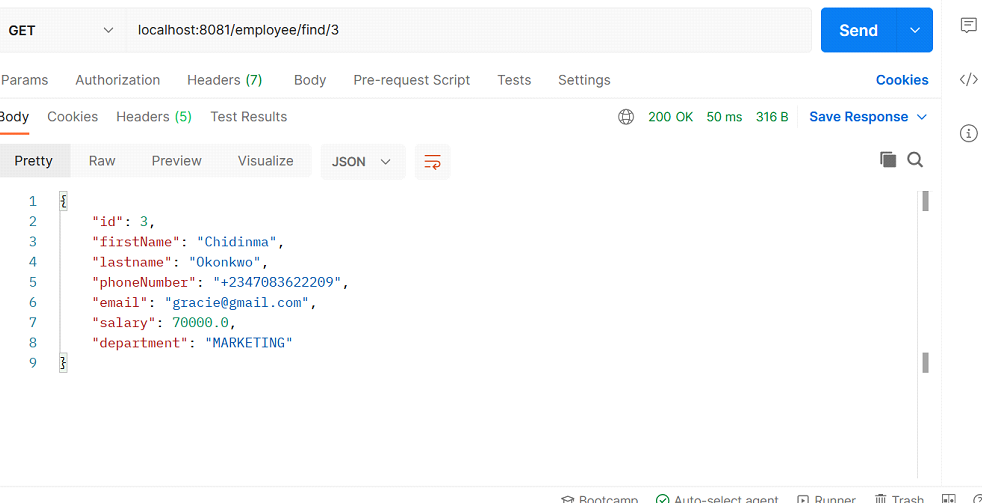 GET localhost:8081/employee/find/3 Send
Params Authorization Headers (7) Body Pre-request Script Tests Settings Cookies
Body Cookies Headers (5) Test Results 200 OK 50 ms 316 B Save Response
Pretty Raw Preview Visualize JSON
1 {
2 "id": 3,
3 "firstName": "Chidinma",
4 "lastname": "Okonkwo",
5 "phoneNumber": "+2347083622209",
6 "email": "gracie@gmail.com",
7 "salary": 70000.0,
8 "department": "MARKETING"
9 }
Bootcamp Auto-select agent Runner Trash